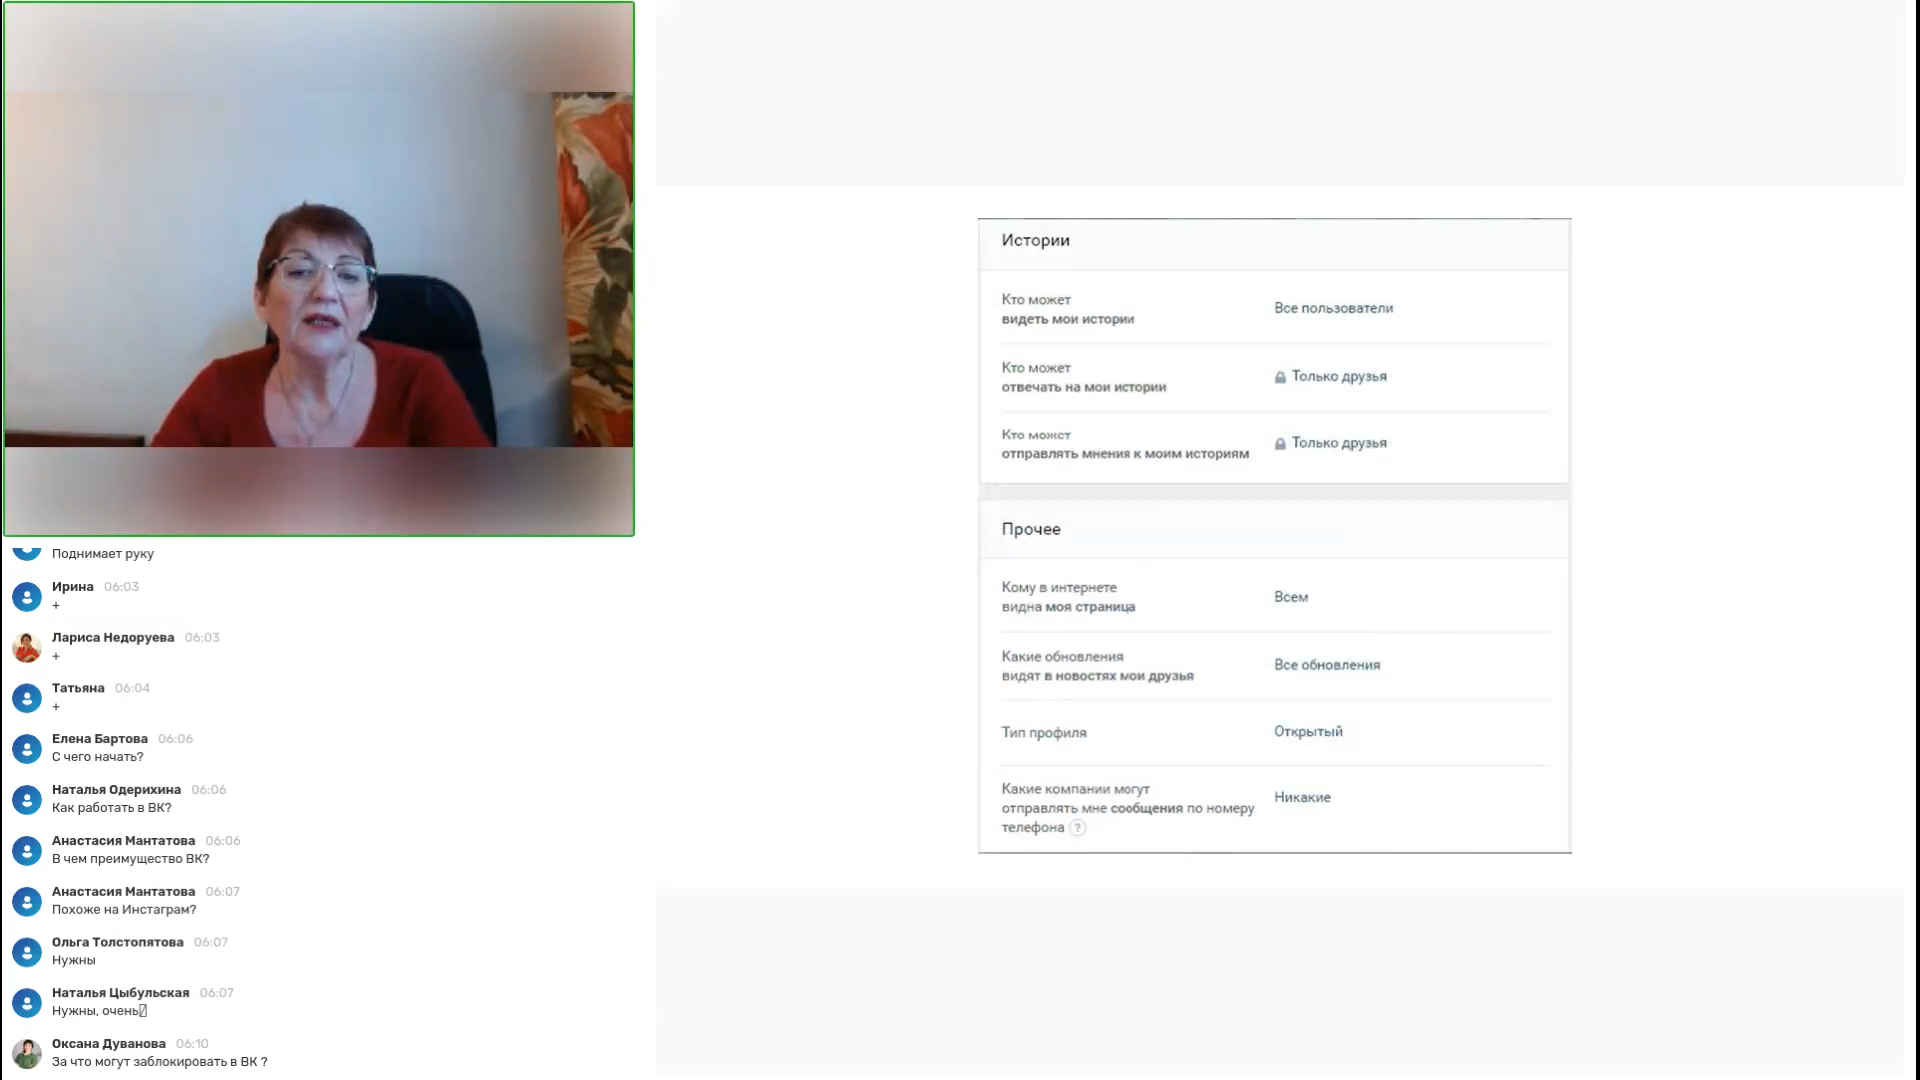 Поднимает руку
Ирина 06:03
+
Лариса Недоруева 06:03
+
Татьяна 06:04
+
Елена Бартова 06:06
С чего начать?
Наталья Одерихина 06:06
Как работать в ВК?
Анастасия Мантатова 06:06
В чем преимущество ВК?
Анастасия Мантатова 06:07
Похоже на Инстаграм?
Ольга Толстопятова 06:07
Нужны
Наталья Цыбульская 06:07
Нужны, очень
Оксана Дуванова 06:10
За что могут заблокировать в ВК ?
Истории
Кто может
видеть мои истории
Все пользователи
Кто может
отвечать на мои истории
Только друзья
Кто может
отправлять мнения к моим историям
Только друзья
Прочее
Кому в интернете
видна моя страница
Всем
Какие обновления
видят в новостях мои друзья
Все обновления
Тип профиля
Открытый
Какие компании могут
отправлять мне сообщения по номеру
телефона ?
Никакие